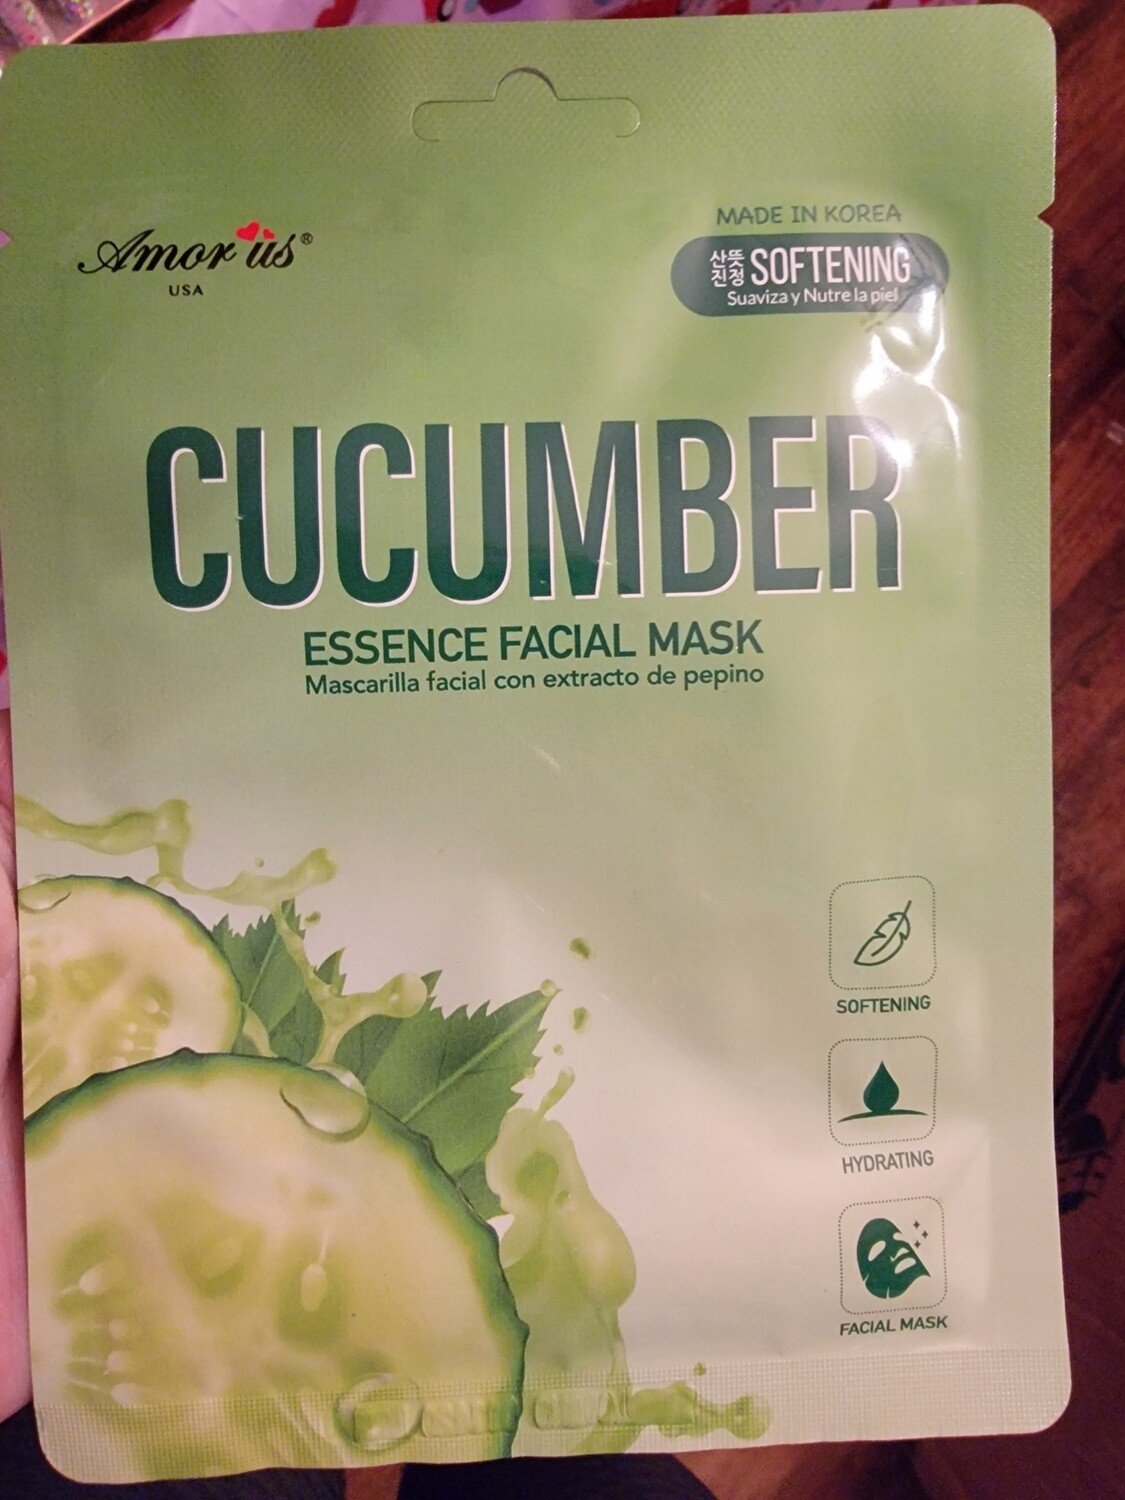 Amor üs®
USA
MADE IN KOREA
산뜻
진정
SOFTENING
Suaviza y Nutre la piel
CUCUMBER
ESSENCE FACIAL MASK
Mascarilla facial con extracto de pepino
SOFTENING
HYDRATING
FACIAL MASK